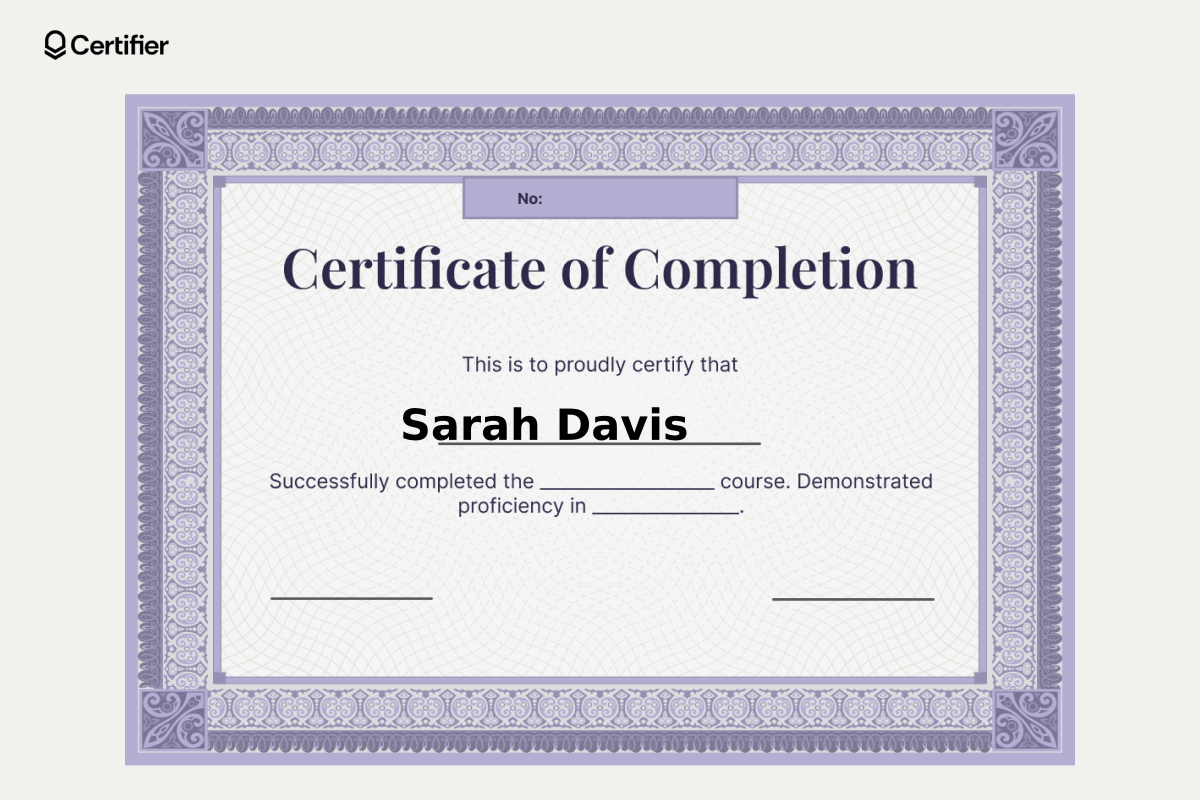 Certifier
No:
Certificate of Completion
This is to proudly certify that
Sarah Davis
Successfully completed the ________________ course. Demonstrated
proficiency in ______________.